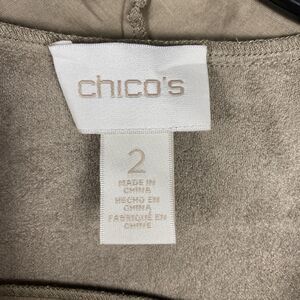 chico's
2
MADE IN
CHINA
HECHO EN
CHINA
FABRIQUÉ EN
CHINE